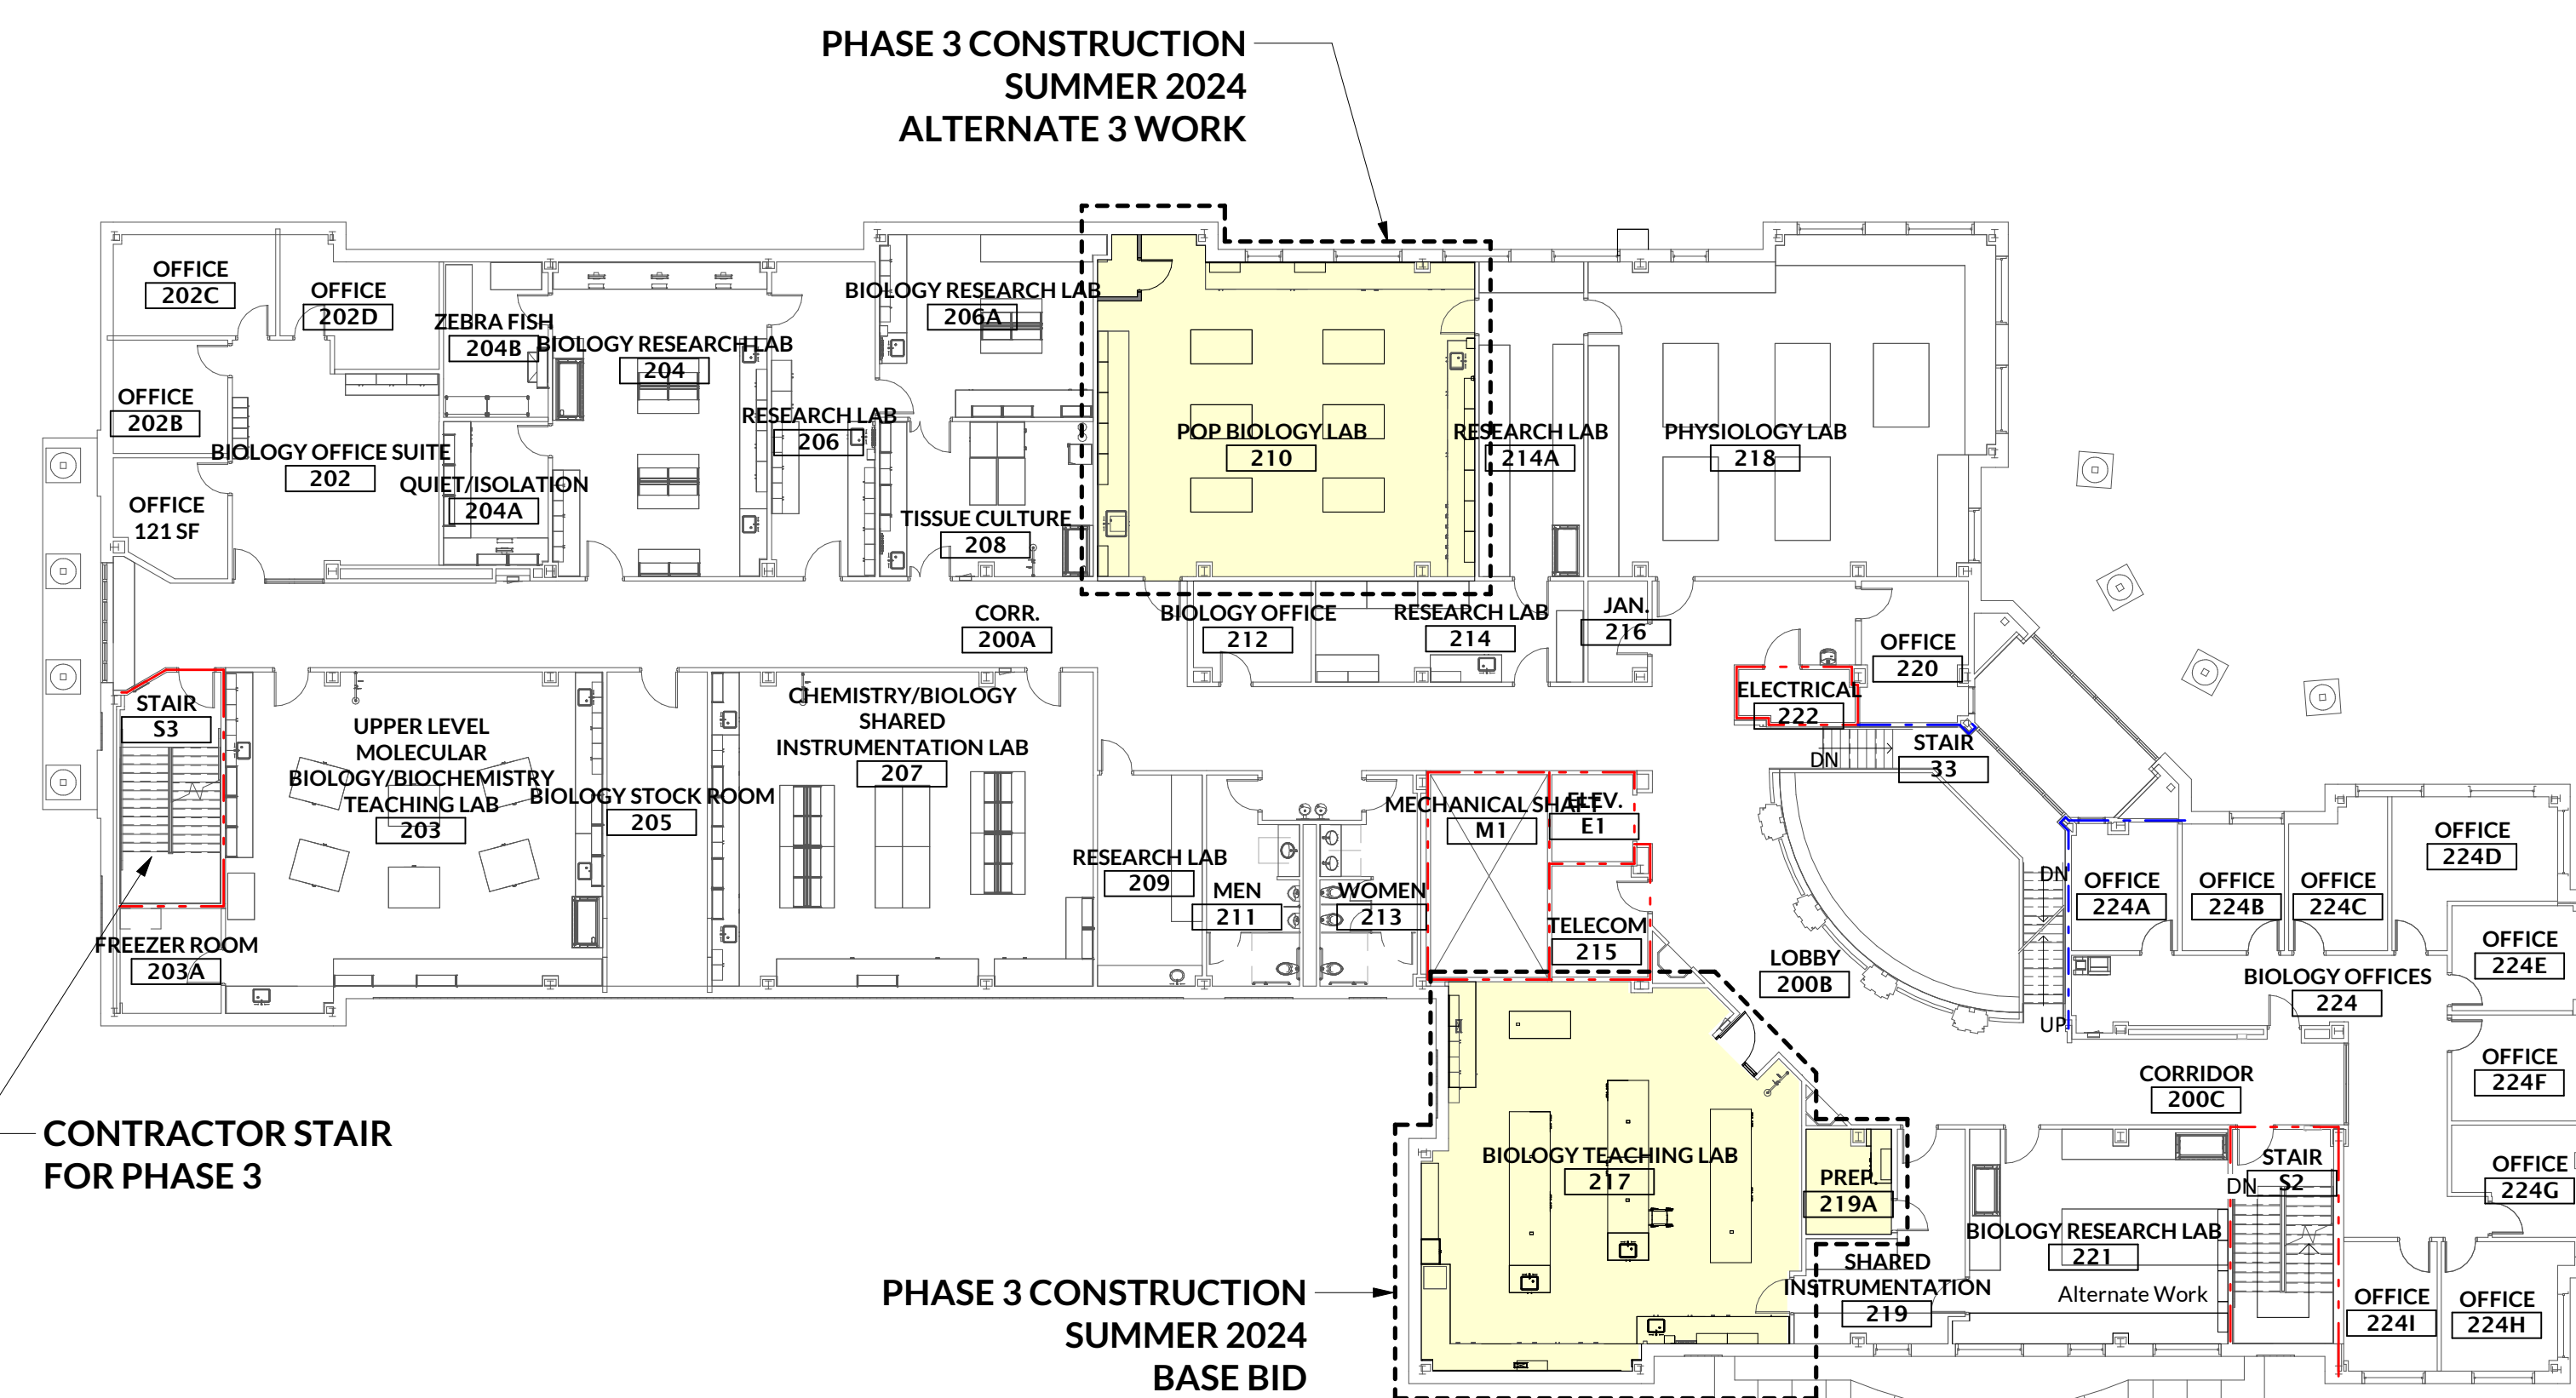 PHASE 3 CONSTRUCTION
SUMMER 2024
ALTERNATE 3 WORK
OFFICE
202C
OFFICE
202D
ZEBRA FISH
204B
BIOLOGY RESEARCH LAB
204
BIOLOGY RESEARCH LAB
206A
OFFICE
202B
BIOLOGY OFFICE SUITE
202
OFFICE
121 SF
QUIET/ISOLATION
204A
RESEARCH LAB
206
TISSUE CULTURE
208
POP BIOLOGY LAB
210
RESEARCH LAB
214A
PHYSIOLOGY LAB
218
CORR.
200A
BIOLOGY OFFICE
212
RESEARCH LAB
214
JAN.
216
OFFICE
220
ELECTRICAL
222
STAIR
33
DN
STAIR
S3
UPPER LEVEL
MOLECULAR
BIOLOGY/BIOCHEMISTRY
TEACHING LAB
203
BIOLOGY STOCK ROOM
205
CHEMISTRY/BIOLOGY
SHARED
INSTRUMENTATION LAB
207
RESEARCH LAB
209
MEN
211
WOMEN
213
MECHANICAL SHAFT
M1
ELEV.
E1
TELECOM
215
FREEZER ROOM
203A
LOBBY
200B
DN
UP
OFFICE
224A
OFFICE
224B
OFFICE
224C
OFFICE
224D
OFFICE
224E
BIOLOGY OFFICES
224
OFFICE
224F
CORRIDOR
200C
OFFICE
224G
STAIR
S2
DN
CONTRACTOR STAIR
FOR PHASE 3
BIOLOGY TEACHING LAB
217
PREP.
219A
BIOLOGY RESEARCH LAB
221
Alternate Work
SHARED
INSTRUMENTATION
219
OFFICE
224I
OFFICE
224H
PHASE 3 CONSTRUCTION
SUMMER 2024
BASE BID